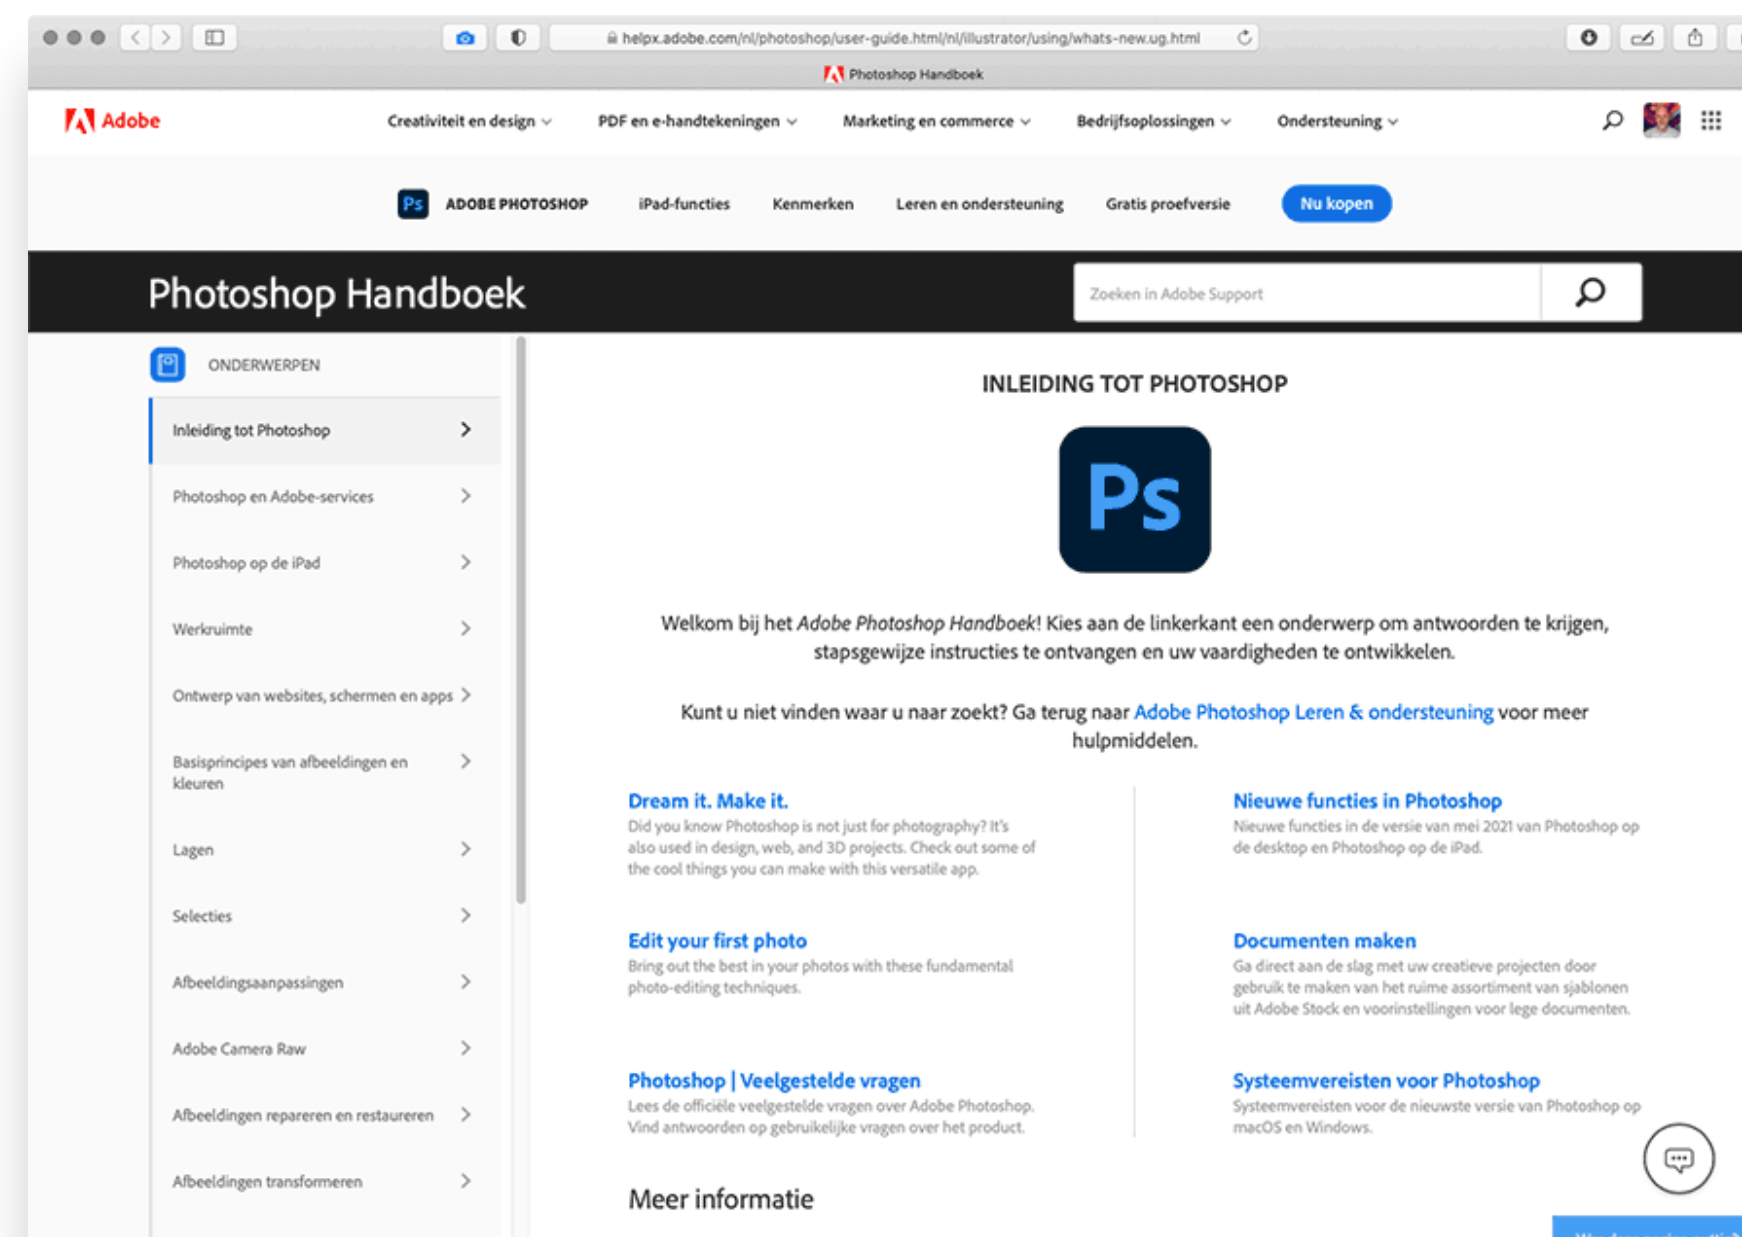 helpx.adobe.com/nl/photoshop/user-guide.html/nl/illustrator/using/whats-new.ug.html
Photoshop Handboek
Adobe
Creativiteit en design
PDF en e-handtekeningen
Marketing en commerce
Bedrijfsoplossingen
Ondersteuning
Ps
ADOBE PHOTOSHOP
iPad-functies
Kenmerken
Leren en ondersteuning
Gratis proefversie
Nu kopen
Photoshop Handboek
Zoeken in Adobe Support
ONDERWERPEN
Inleiding tot Photoshop
Photoshop en Adobe-services
Photoshop op de iPad
Werkruimte
Ontwerp van websites, schermen en apps
Basisprincipes van afbeeldingen en
kleuren
Lagen
Selecties
Afbeeldingsaanpassingen
Adobe Camera Raw
Afbeeldingen repareren en restaureren
Afbeeldingen transformeren
INLEIDING TOT PHOTOSHOP
Ps
Welkom bij het Adobe Photoshop Handboek! Kies aan de linkerkant een onderwerp om antwoorden te krijgen,
stapsgewijze instructies te ontvangen en uw vaardigheden te ontwikkelen.
Kunt u niet vinden waar u naar zoekt? Ga terug naar Adobe Photoshop Leren & ondersteuning voor meer
hulpmiddelen.
Dream it. Make it.
Did you know Photoshop is not just for photography? It's
also used in design, web, and 3D projects. Check out some of
the cool things you can make with this versatile app.
Nieuwe functies in Photoshop
Nieuwe functies in de versie van mei 2021 van Photoshop op
de desktop en Photoshop op de iPad.
Edit your first photo
Bring out the best in your photos with these fundamental
photo-editing techniques.
Documenten maken
Ga direct aan de slag met uw creatieve projecten door
gebruik te maken van het ruime assortiment van sjablonen
uit Adobe Stock en voorinstellingen voor lege documenten.
Photoshop | Veelgestelde vragen
Lees de officiële veelgestelde vragen over Adobe Photoshop.
Vind antwoorden op gebruikelijke vragen over het product.
Systeemvereisten voor Photoshop
Systeemvereisten voor de nieuwste versie van Photoshop op
macOS en Windows.
Meer informatie